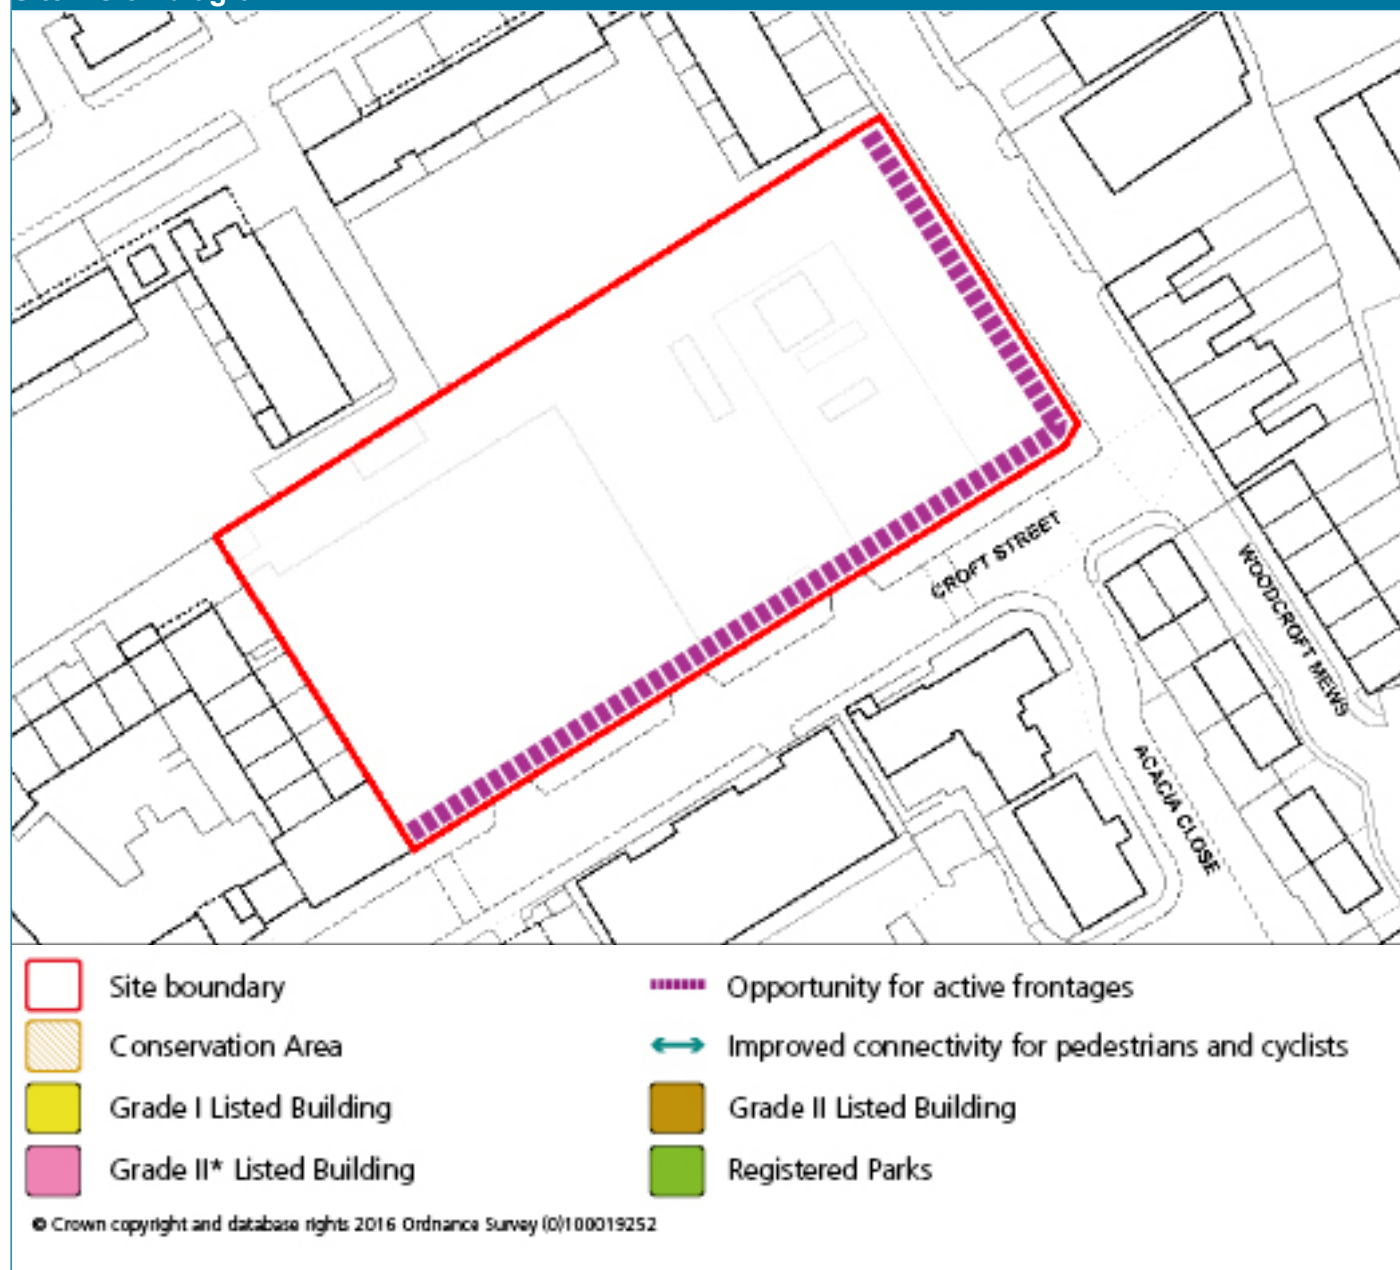 CROFT STREET
WOODCROFT MEWS
ACACIA CLOSE
Site boundary
Opportunity for active frontages
Conservation Area
Improved connectivity for pedestrians and cyclists
Grade I Listed Building
Grade II Listed Building
Grade II* Listed Building
Registered Parks
© Crown copyright and database rights 2016 Ordnance Survey (0)100019252